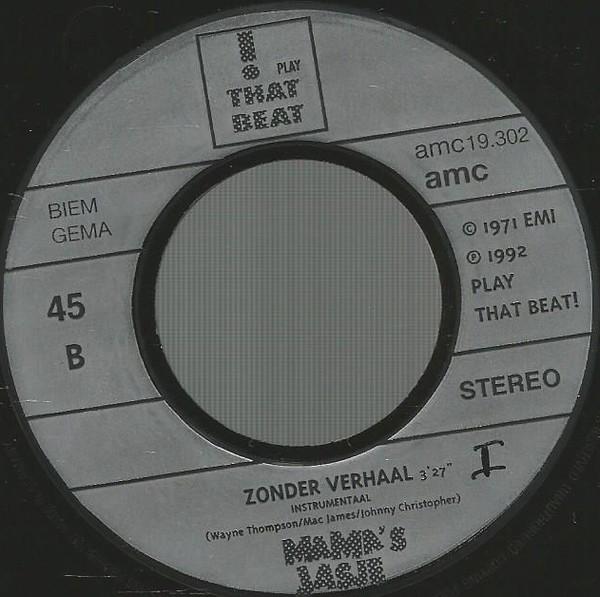 ! PLAY
THAT
BEAT
amc19.302
amc
BIEM
GEMA
© 1971 EMI
℗ 1992
PLAY
THAT BEAT!
45
B
STEREO
ZONDER VERHAAL 3'27" I
INSTRUMENTAAL
(Wayne Thompson/Mac James/Johnny Christopher)
MAMA'S
JASJE